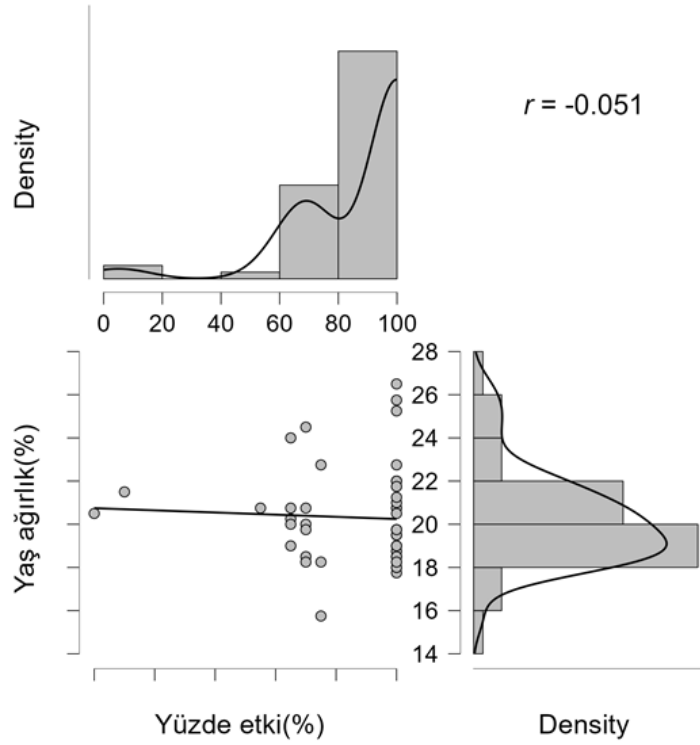 Density
r = -0.051
0 20 40 60 80 100
Yaş ağırlık(%)
28
26
24
22
20
18
16
14
Yüzde etki(%)
Density